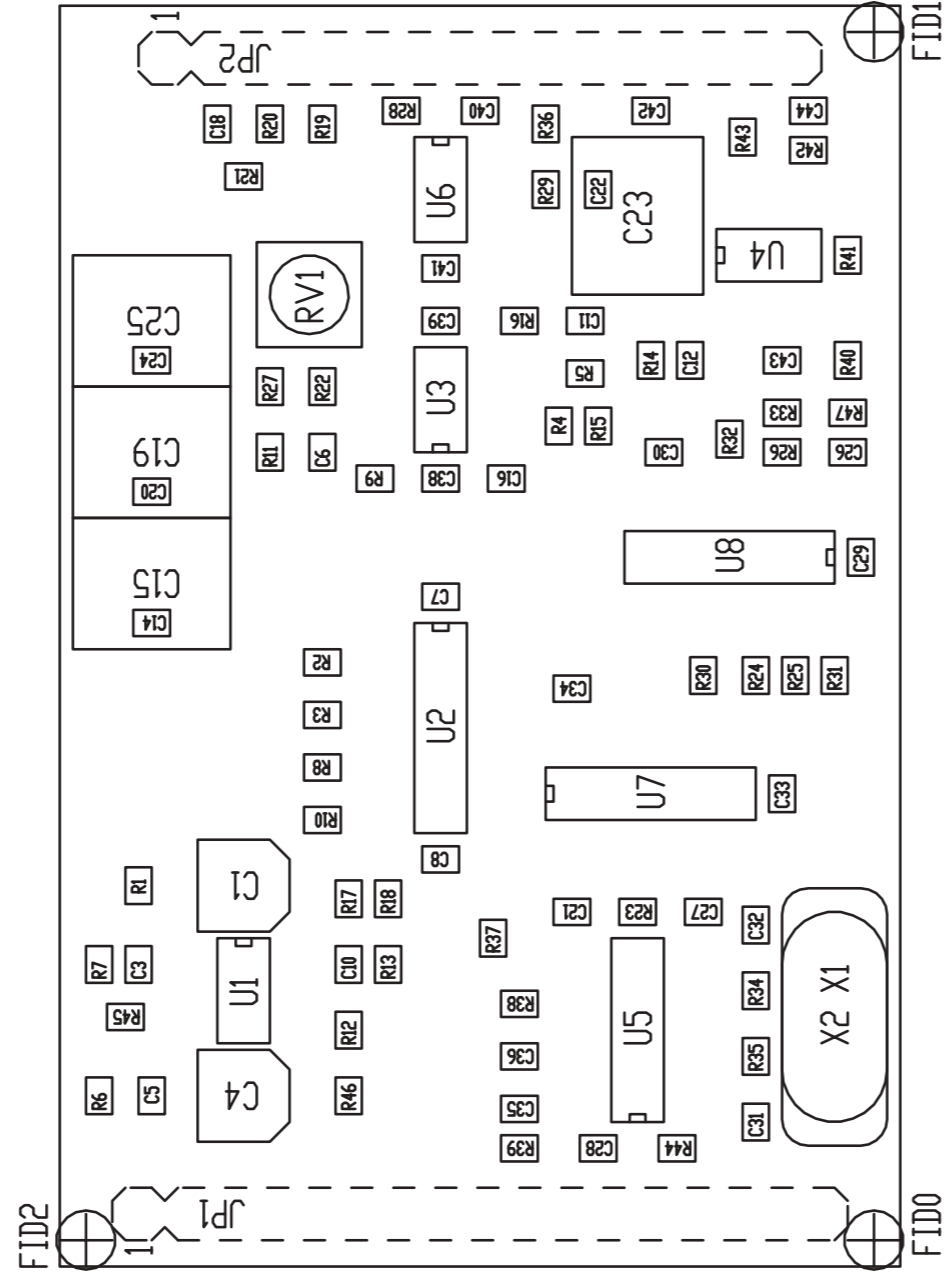 1
JP2
FID1
C18
R20
R19
R28
C40
R36
C42
C44
R43
R42
R21
U6
R29
C22
C23
U4
R41
C41
RV1
C25
C24
C39
R16
C11
R27
R22
U3
R5
R14
C12
C43
R40
R4
R15
R33
R47
C19
C20
R11
C6
R9
C38
C16
C30
R32
R26
C26
U8
C29
C15
C14
C7
R2
R3
R8
R10
U2
C34
R30
R24
R25
R31
U7
C33
C8
R1
C1
R17
R18
C21
R23
C27
C32
R37
R7
C3
U1
C10
R13
R34
X2 X1
R45
R12
R38
U5
C36
R35
R6
C5
C4
R46
C35
R39
C28
R44
C31
FID2
1
JP1
FID0